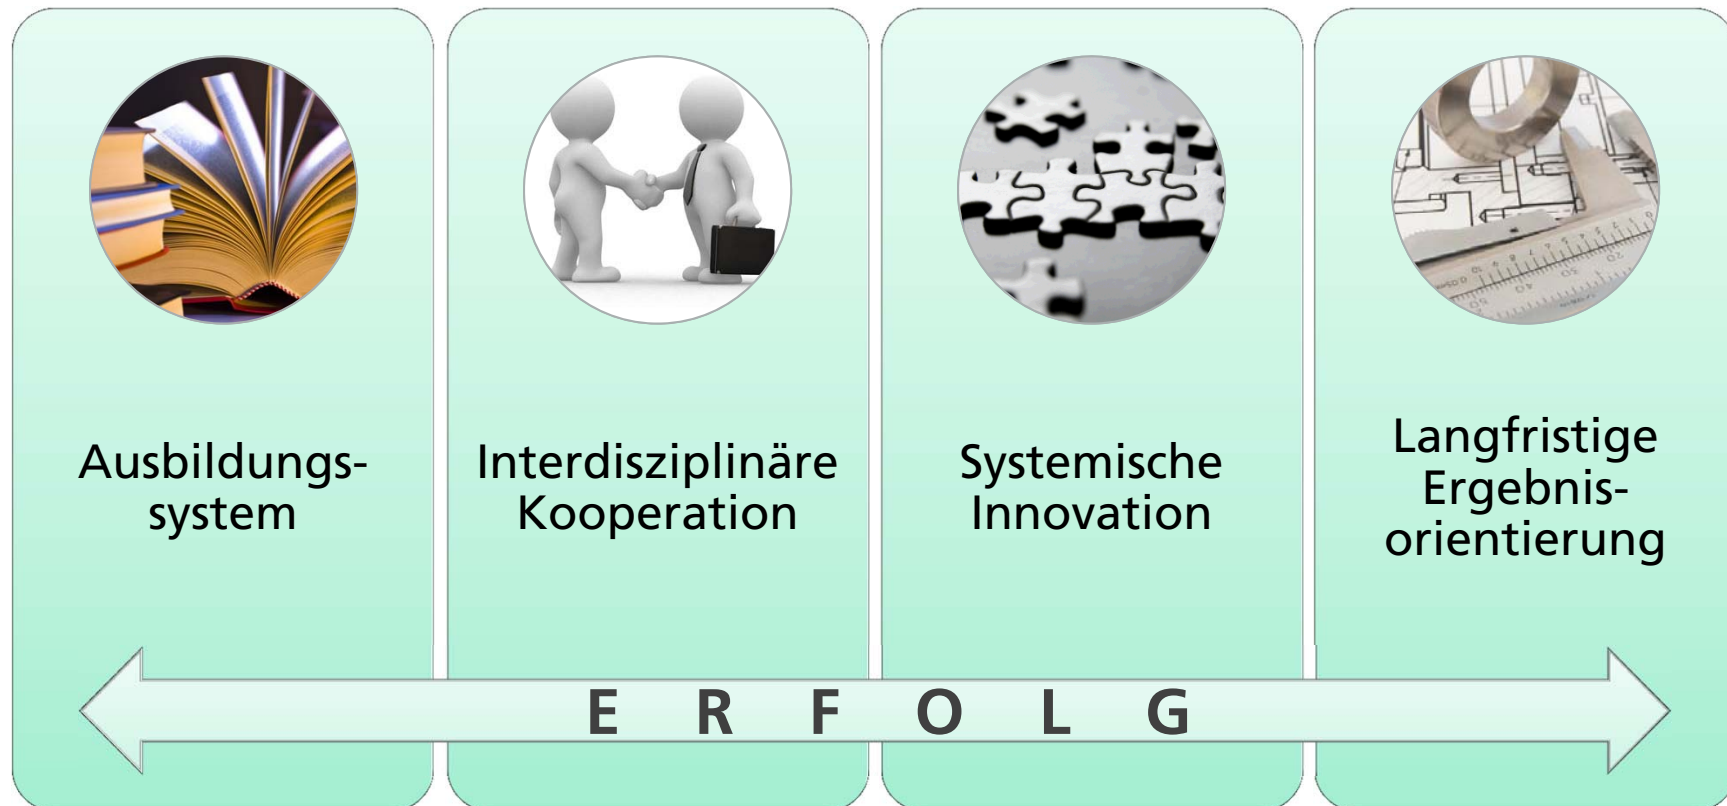 Ausbildungs-
system
Interdisziplinäre
Kooperation
Systemische
Innovation
Langfristige
Ergebnis-
orientierung
E R F O L G